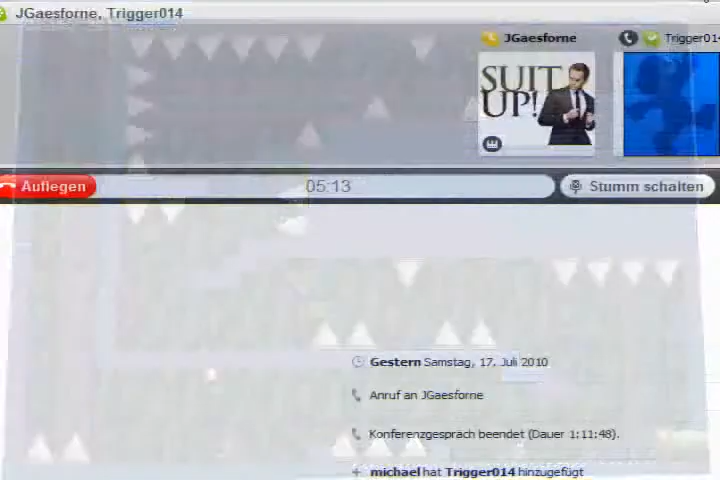 JGaesforne, Trigger014
JGaesforne
Trigger014
SUIT
UP!
Auflegen
05:13
Stumm schalten
Gestern Samstag, 17. Juli 2010
Anruf an JGaesforne
Konferenzgespräch beendet (Dauer 1:11:48).
michael hat Trigger014 hinzugefügt